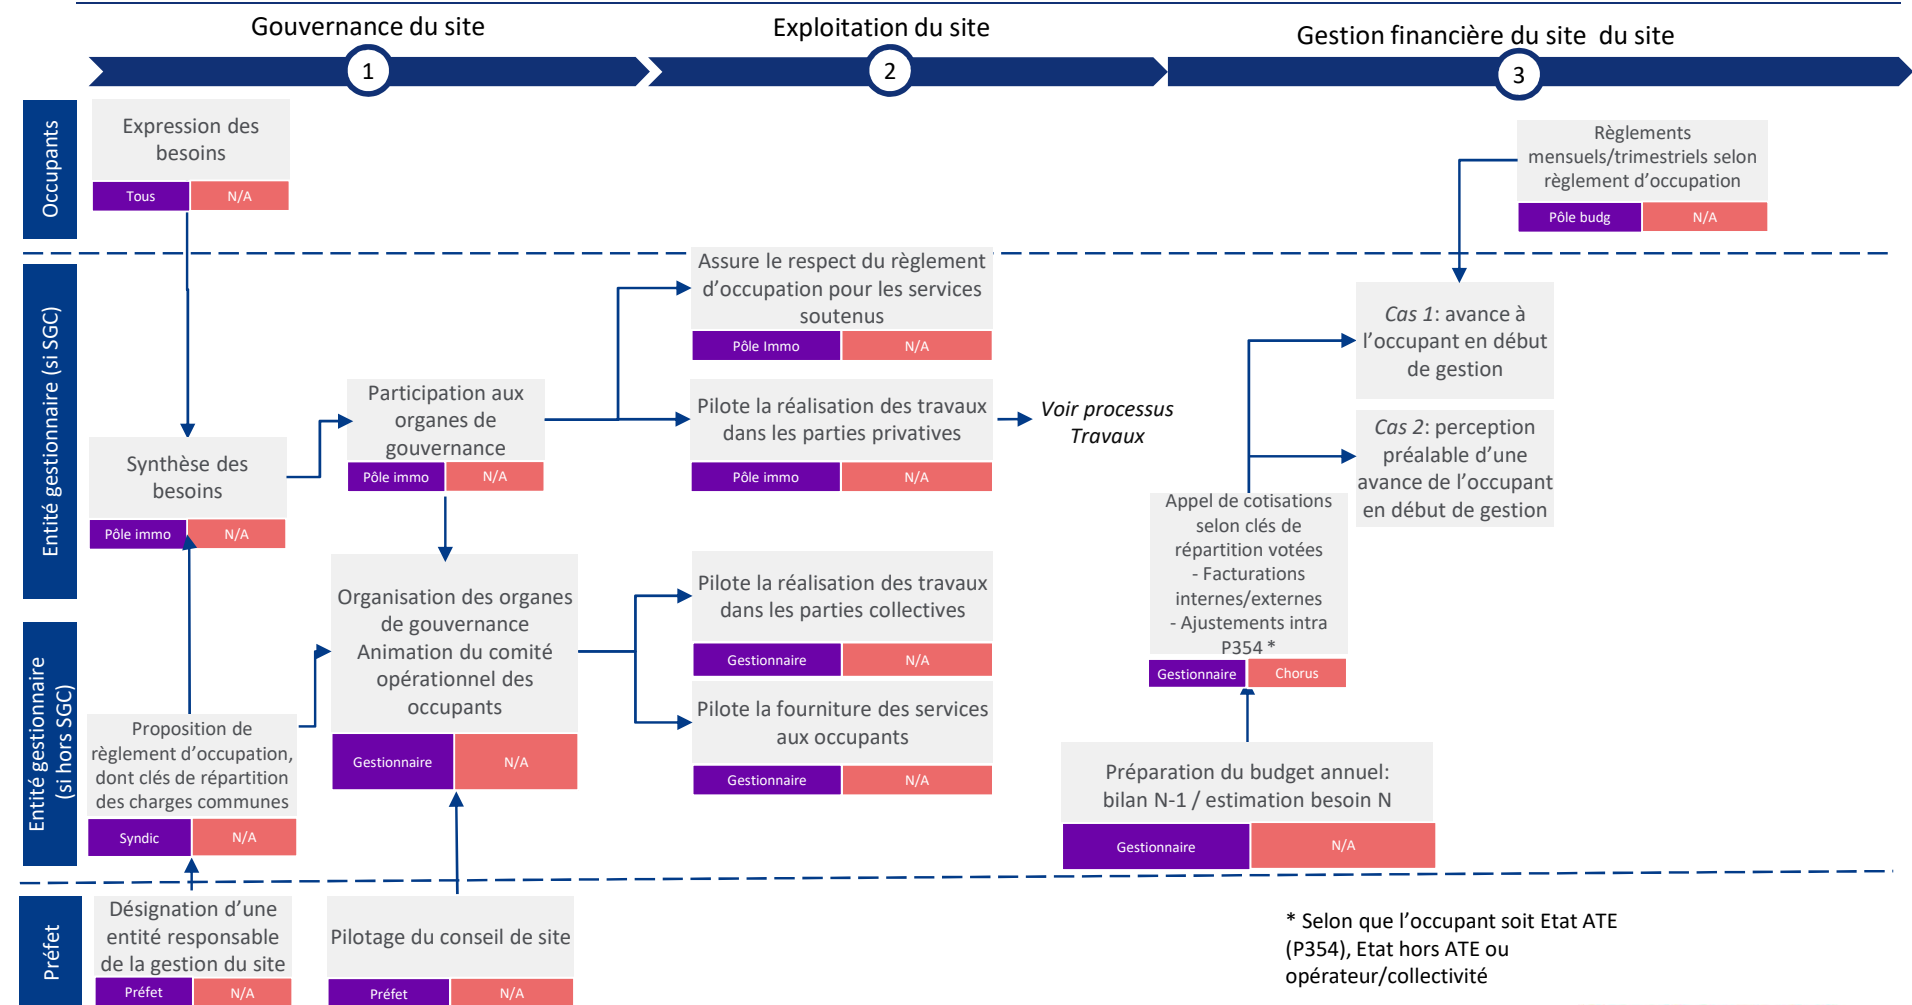 Gouvernance du site
Exploitation du site
Gestion financière du site  du site
1
2
3
Occupants
Expression des
besoins
Tous
N/A
Règlements
mensuels/trimestriels selon
règlement d’occupation
Pôle budg
N/A
Entité gestionnaire (si SGC)
Synthèse des
besoins
Pôle immo
N/A
Participation aux
organes de
gouvernance
Pôle immo
N/A
Assure le respect du règlement
d’occupation pour les services
soutenus
Pôle Immo
N/A
Pilote la réalisation des travaux
dans les parties privatives
Pôle immo
N/A
Voir processus
Travaux
Cas 1: avance à
l’occupant en début
de gestion
Cas 2: perception
préalable d’une
avance de l’occupant
en début de gestion
Appel de cotisations
selon clés de
répartition votées
- Facturations
internes/externes
- Ajustements intra
P354 *
Gestionnaire
Chorus
Entité gestionnaire
(si hors SGC)
Proposition de
règlement d’occupation,
dont clés de répartition
des charges communes
Syndic
N/A
Organisation des organes
de gouvernance
Animation du comité
opérationnel des
occupants
Gestionnaire
N/A
Pilote la réalisation des travaux
dans les parties collectives
Gestionnaire
N/A
Pilote la fourniture des services
aux occupants
Gestionnaire
N/A
Préparation du budget annuel:
bilan N-1 / estimation besoin N
Gestionnaire
N/A
Préfet
Désignation d’une
entité responsable
de la gestion du site
Préfet
N/A
Pilotage du conseil de site
Préfet
N/A
* Selon que l’occupant soit Etat ATE
(P354), Etat hors ATE ou
opérateur/collectivité